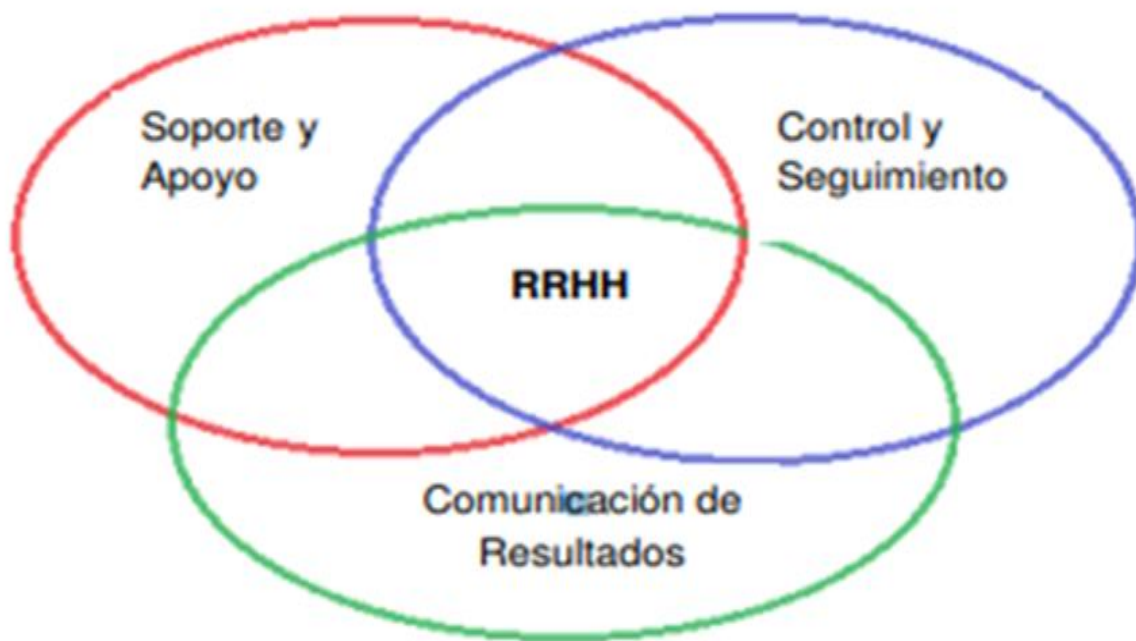 Soporte y
Apoyo
Control y
Seguimiento
RRHH
Comunicación de
Resultados